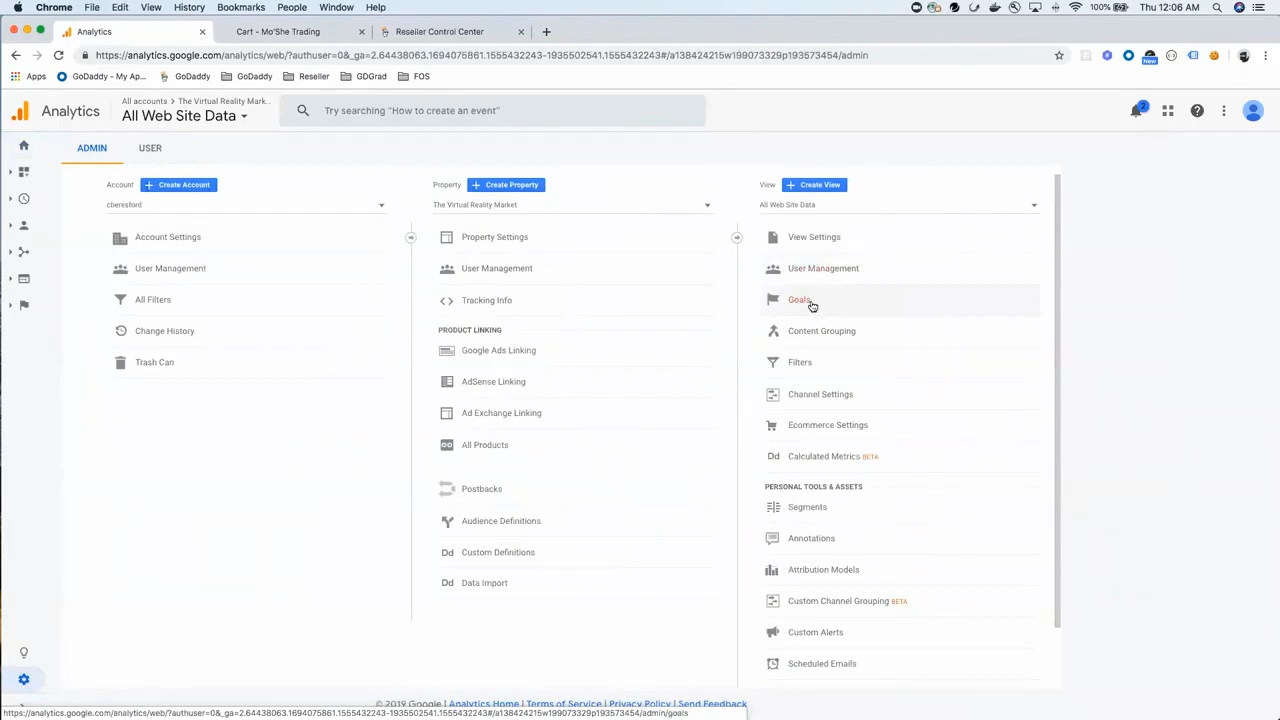 Chrome File Edit View History Bookmarks People Window Help 100% Thu 12:06 AM
Analytics Cart - Mo'She Trading Reseller Control Center
https://analytics.google.com/analytics/web/?authuser=0&_ga=2.64438063.1694075861.1555432243-1935502541.1555432243#/a138424215w199073329p193573454/admin
Apps GoDaddy - My Ap... GoDaddy GoDaddy Reseller GDGrad FOS New
All accounts > The Virtual Reality Mark...
Analytics All Web Site Data Try searching "How to create an event" 2
ADMIN USER
Account + Create Account Property + Create Property View + Create View
cberesford The Virtual Reality Market All Web Site Data
Account Settings Property Settings View Settings
User Management User Management User Management
All Filters Tracking Info Goals
Change History PRODUCT LINKING Content Grouping
Trash Can Google Ads Linking Filters
AdSense Linking Channel Settings
Ad Exchange Linking Ecommerce Settings
All Products Dd Calculated Metrics BETA
Postbacks PERSONAL TOOLS & ASSETS
Audience Definitions Segments
Dd Custom Definitions Annotations
Dd Data Import Attribution Models
Custom Channel Grouping BETA
Custom Alerts
Scheduled Emails
© 2019 Google | Analytics Home | Terms of Service | Privacy Policy | Send Feedback
https://analytics.google.com/analytics/web/?authuser=0&_ga=2.64438063.1694075861.1555432243-1935502541.1555432243#/a138424215w199073329p193573454/admin/goals